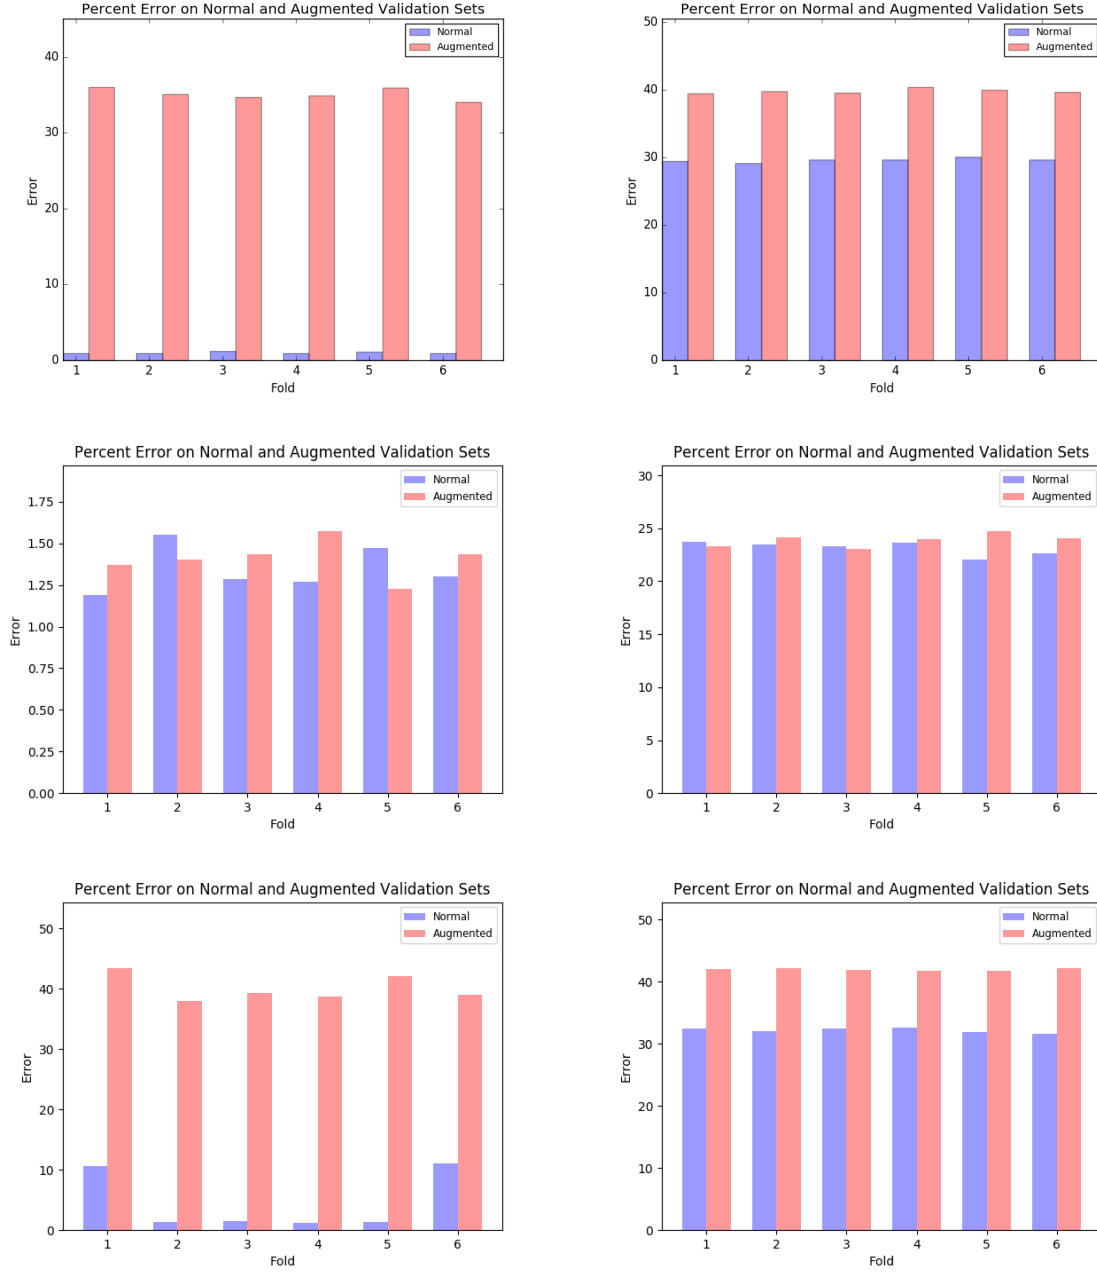 Percent Error on Normal and Augmented Validation Sets
Normal
Augmented
40
30
20
10
0
Error
1 2 3 4 5 6
Fold
Percent Error on Normal and Augmented Validation Sets
Normal
Augmented
50
40
30
20
10
0
Error
1 2 3 4 5 6
Fold
Percent Error on Normal and Augmented Validation Sets
Normal
Augmented
1.75
1.50
1.25
1.00
0.75
0.50
0.25
0.00
Error
1 2 3 4 5 6
Fold
Percent Error on Normal and Augmented Validation Sets
Normal
Augmented
30
25
20
15
10
5
0
Error
1 2 3 4 5 6
Fold
Percent Error on Normal and Augmented Validation Sets
Normal
Augmented
50
40
30
20
10
0
Error
1 2 3 4 5 6
Fold
Percent Error on Normal and Augmented Validation Sets
Normal
Augmented
50
40
30
20
10
0
Error
1 2 3 4 5 6
Fold